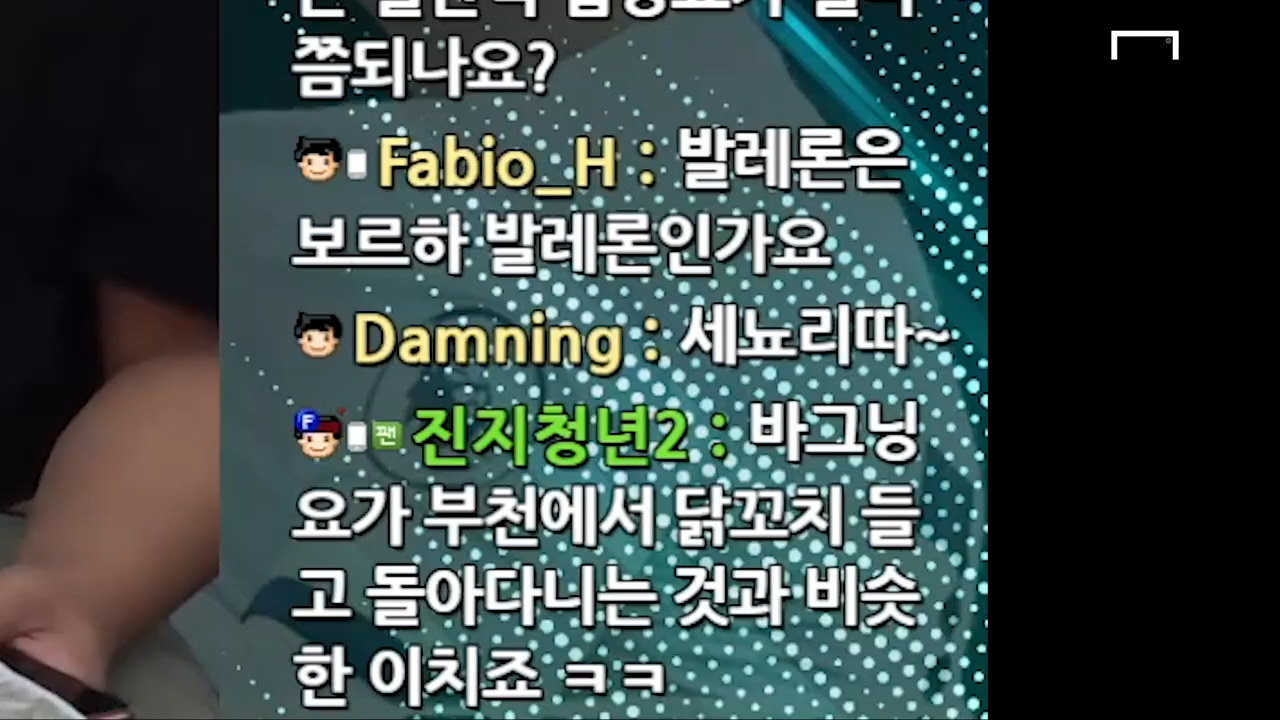 쯤되나요?
Fabio_H : 발레론은
보르하 발레론인가요
Damning : 세뇨리따~
F 팬 진지청년2 : 바그닝
요가 부천에서 닭꼬치 들
고 돌아다니는 것과 비슷
한 이치죠 ㅋㅋ